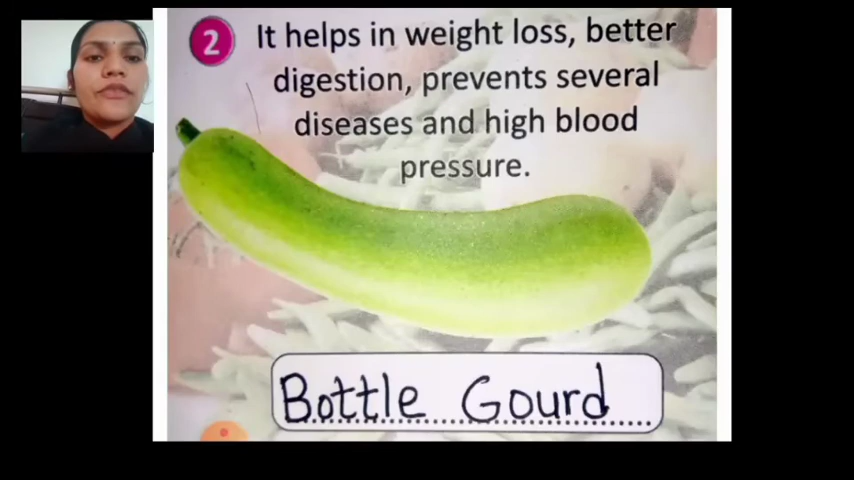 2 It helps in weight loss, better
digestion, prevents several
diseases and high blood
pressure.
Bottle Gourd